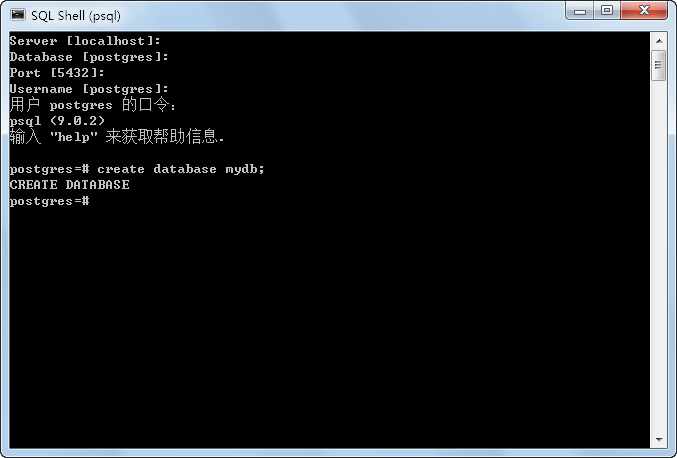 SQL Shell (psql)
Server [localhost]:
Database [postgres]:
Port [5432]:
Username [postgres]:
用户 postgres 的口令：
psql (9.0.2)
输入 "help" 来获取帮助信息.
postgres=# create database mydb;
CREATE DATABASE
postgres=#